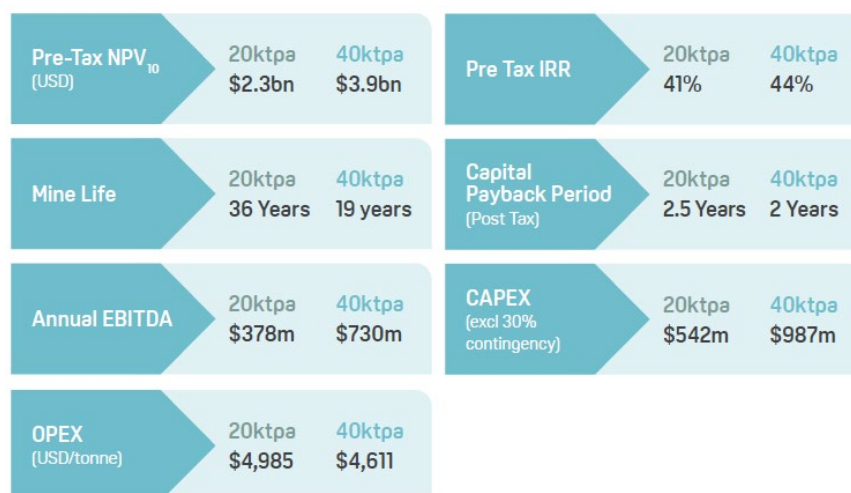 Pre-Tax NPV10
(USD)
20ktpa 40ktpa
$2.3bn $3.9bn
Pre Tax IRR
20ktpa 40ktpa
41% 44%
Mine Life
20ktpa 40ktpa
36 Years 19 years
Capital
Payback Period
(Post Tax)
20ktpa 40ktpa
2.5 Years 2 Years
Annual EBITDA
20ktpa 40ktpa
$378m $730m
CAPEX
(excl 30%
contingency)
20ktpa 40ktpa
$542m $987m
OPEX
(USD/tonne)
20ktpa 40ktpa
$4,985 $4,611